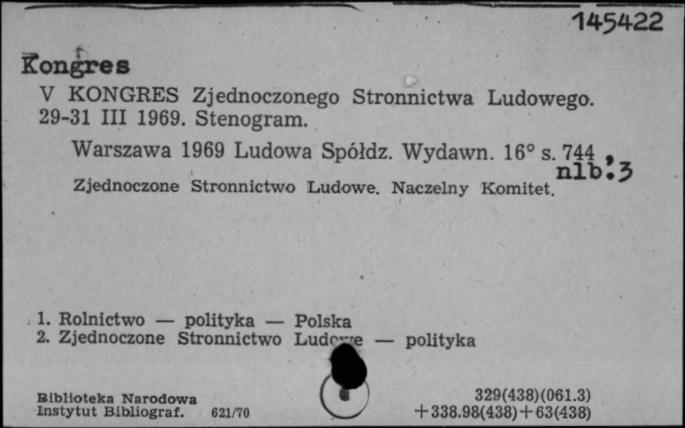 145422
Kongres
V KONGRES Zjednoczonego Stronnictwa Ludowego.
29-31 III 1969. Stenogram.
Warszawa 1969 Ludowa Spółdz. Wydawn. 16° s. 744 ,
nlb.3
Zjednoczone Stronnictwo Ludowe. Naczelny Komitet.
1. Rolnictwo — polityka — Polska
2. Zjednoczone Stronnictwo Ludowe — polityka
Biblioteka Narodowa
Instytut Bibliograf. 621/70
329(438)(061.3)
+338.98(438)+63(438)